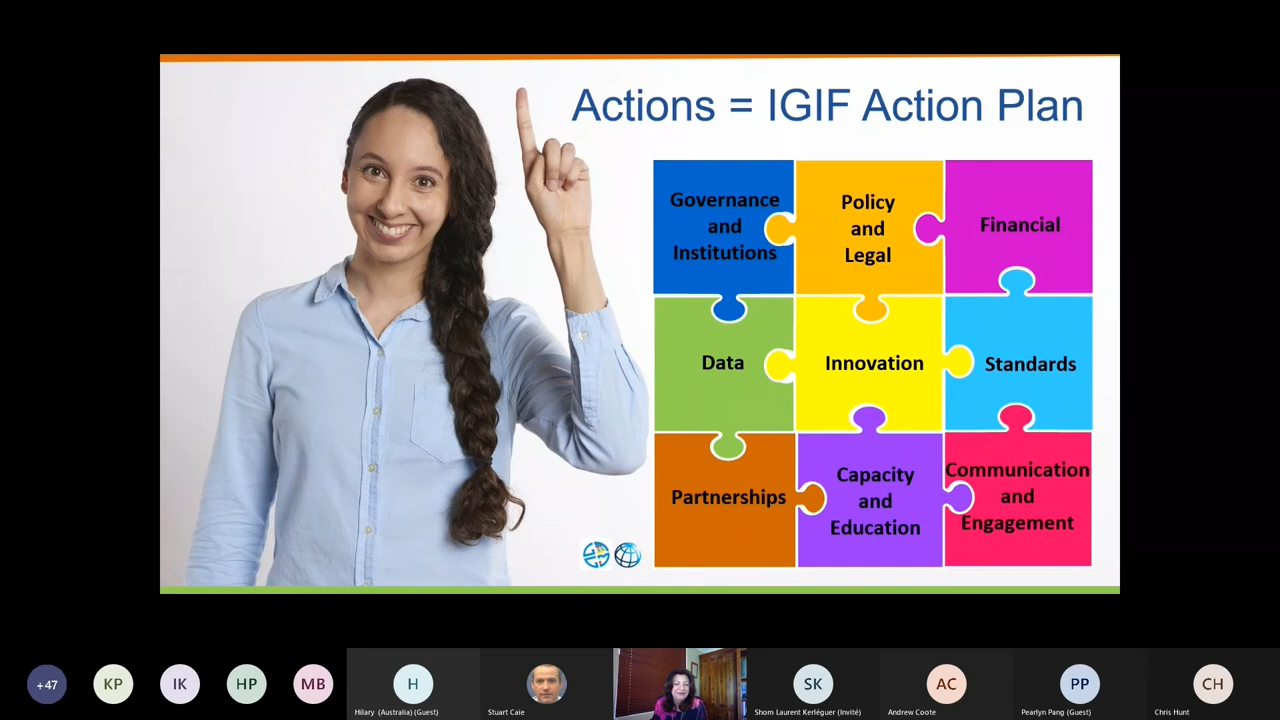 Actions = IGIF Action Plan
Governance
and
Institutions
Policy
and
Legal
Financial
Data
Innovation
Standards
Partnerships
Capacity
and
Education
Communication
and
Engagement
+47
KP
IK
HP
MB
H
SK
AC
PP
CH
Hilary (Australia) (Guest)
Stuart Caie
Shom Laurent Kerléguer (Invité)
Andrew Coote
Pearlyn Pang (Guest)
Chris Hunt